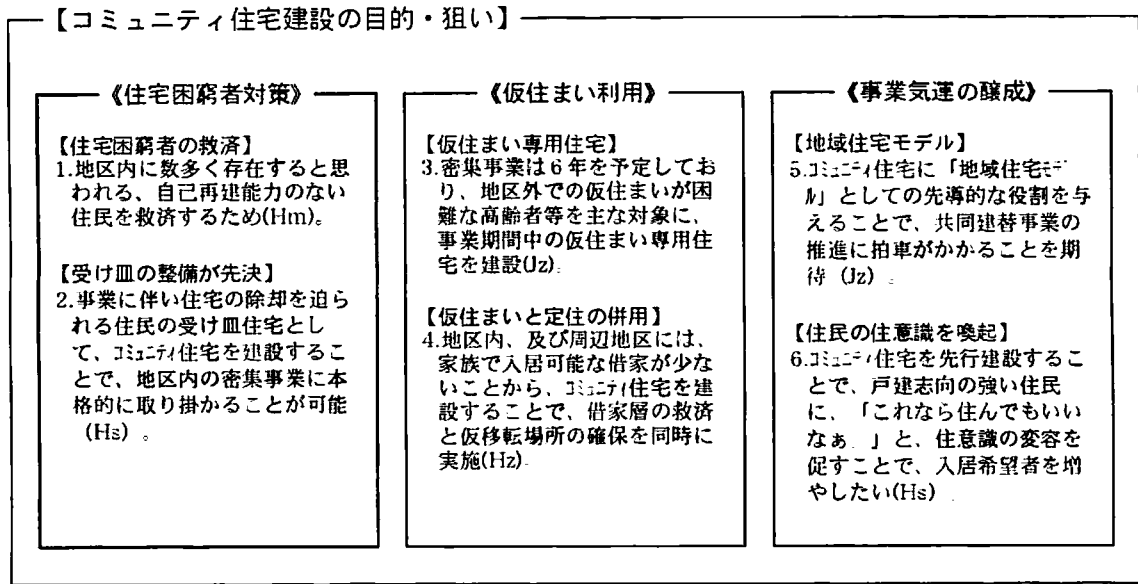 【コミュニティ住宅建設の目的・狙い】
《住宅困窮者対策》
【住宅困窮者の救済】
1.地区内に数多く存在すると思
われる、自己再建能力のない
住民を救済するため(Hm)。
【受け皿の整備が先決】
2.事業に伴い住宅の除却を迫ら
れる住民の受け皿住宅とし
て、コミュニティ住宅を建設するこ
とで、地区内の密集事業に本
格的に取り掛かることが可能
(Hs)。
《仮住まい利用》
【仮住まい専用住宅】
3.密集事業は6年を予定してお
り、地区外での仮住まいが困
難な高齢者等を主な対象に、
事業期間中の仮住まい専用住
宅を建設(Jz).
【仮住まいと定住の併用】
4.地区内、及び周辺地区には、
家族で入居可能な借家が少な
いことから、コミュニティ住宅を建
設することで、借家層の救済
と仮移転場所の確保を同時に
実施(Hz).
《事業気運の醸成》
【地域住宅モデル】
5.コミュニティ住宅に「地域住宅モデ
ル」としての先導的な役割を与
えることで、共同建替事業の
推進に拍車がかかることを期
待(Jz).
【住民の住意識を喚起】
6.コミュニティ住宅を先行建設するこ
とで、戸建志向の強い住民
に、「これなら住んでもいい
なぁ.」と、住意識の変容を
促すことで、入居希望者を増
やしたい(Hs).